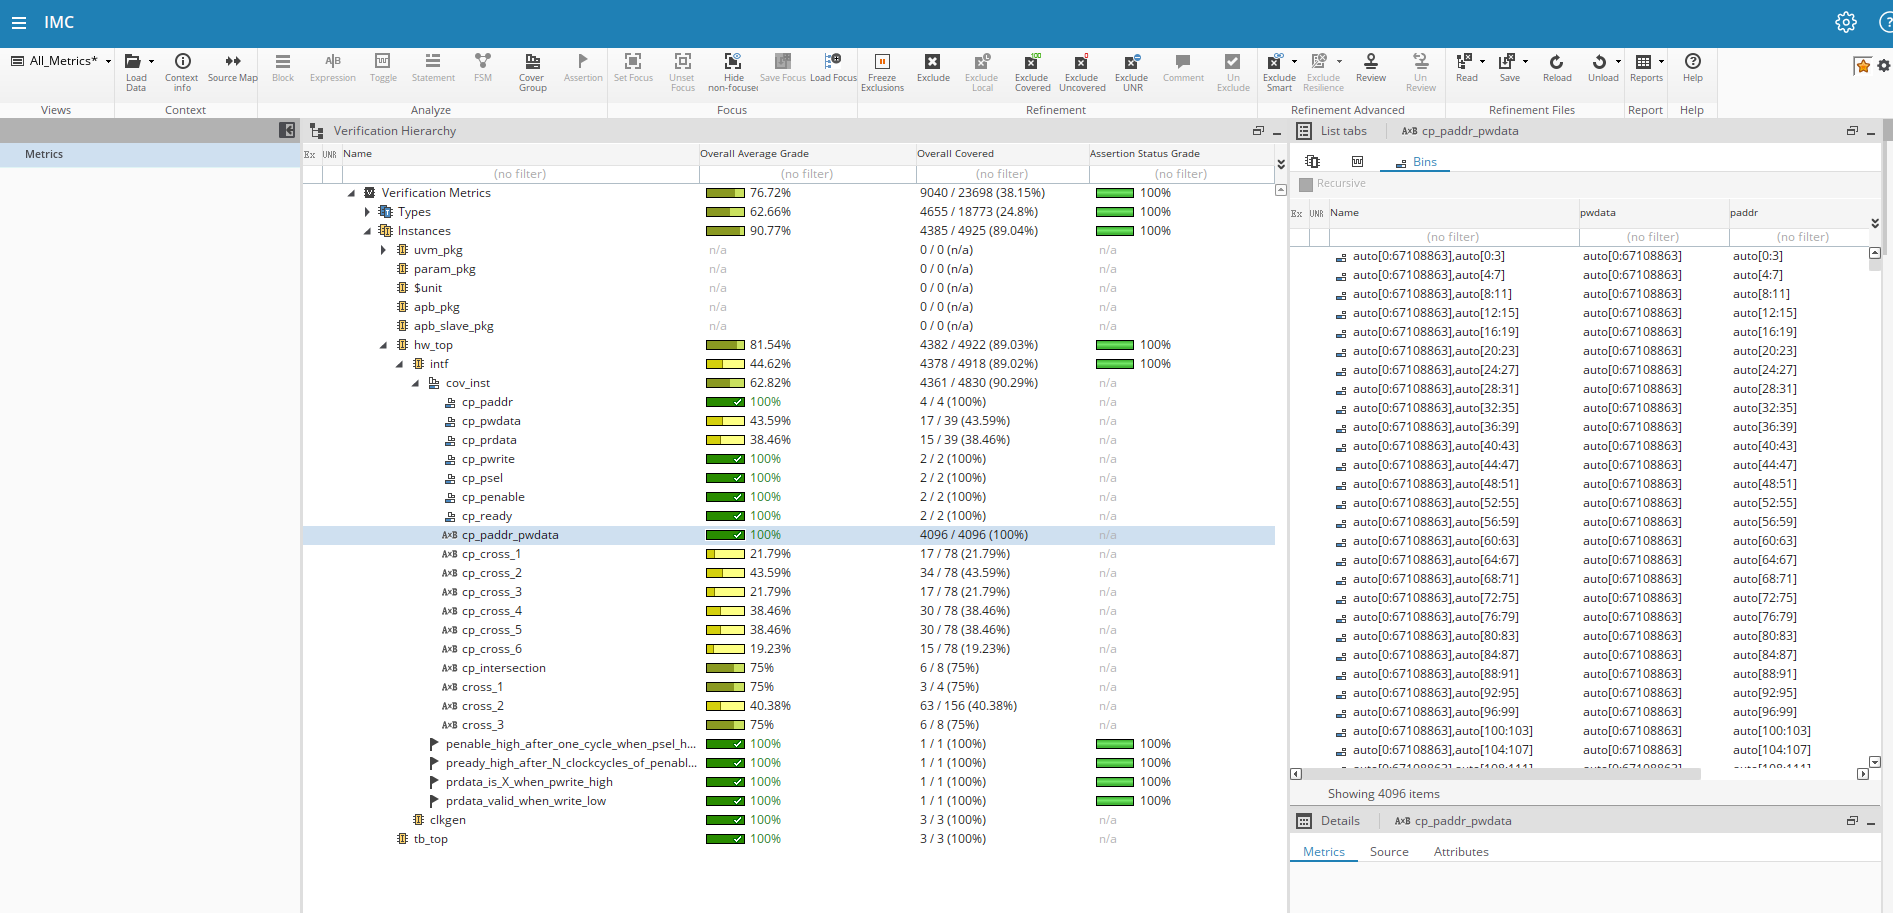 IMC
All_Metrics*
Load Data
Context info
Source Map
Block
Expression
Toggle
Statement
FSM
Cover Group
Assertion
Set Focus
Unset Focus
Hide non-focused
Save Focus
Load Focus
Freeze Exclusions
Exclude
Exclude Local
Exclude Covered
Exclude Uncovered
Exclude UNR
Comment
Un Exclude
Exclude Smart
Exclude Resilience
Review
Un Review
Read
Save
Reload
Unload
Reports
Help
Views Context Analyze Focus Refinement Refinement Advanced Refinement Files Report Help
Metrics
Verification Hierarchy
Ex UNR Name Overall Average Grade Overall Covered Assertion Status Grade
(no filter) (no filter) (no filter) (no filter)
Verification Metrics 76.72% 9040 / 23698 (38.15%) 100%
Types 62.66% 4655 / 18773 (24.8%) 100%
Instances 90.77% 4385 / 4925 (89.04%) 100%
uvm_pkg n/a 0 / 0 (n/a) n/a
param_pkg n/a 0 / 0 (n/a) n/a
$unit n/a 0 / 0 (n/a) n/a
apb_pkg n/a 0 / 0 (n/a) n/a
apb_slave_pkg n/a 0 / 0 (n/a) n/a
hw_top 81.54% 4382 / 4922 (89.03%) 100%
intf 44.62% 4378 / 4918 (89.02%) 100%
cov_inst 62.82% 4361 / 4830 (90.29%) n/a
cp_paddr 100% 4 / 4 (100%) n/a
cp_pwdata 43.59% 17 / 39 (43.59%) n/a
cp_prdata 38.46% 15 / 39 (38.46%) n/a
cp_pwrite 100% 2 / 2 (100%) n/a
cp_psel 100% 2 / 2 (100%) n/a
cp_penable 100% 2 / 2 (100%) n/a
cp_ready 100% 2 / 2 (100%) n/a
A×B cp_paddr_pwdata 100% 4096 / 4096 (100%) n/a
A×B cp_cross_1 21.79% 17 / 78 (21.79%) n/a
A×B cp_cross_2 43.59% 34 / 78 (43.59%) n/a
A×B cp_cross_3 21.79% 17 / 78 (21.79%) n/a
A×B cp_cross_4 38.46% 30 / 78 (38.46%) n/a
A×B cp_cross_5 38.46% 30 / 78 (38.46%) n/a
A×B cp_cross_6 19.23% 15 / 78 (19.23%) n/a
A×B cp_intersection 75% 6 / 8 (75%) n/a
A×B cross_1 75% 3 / 4 (75%) n/a
A×B cross_2 40.38% 63 / 156 (40.38%) n/a
A×B cross_3 75% 6 / 8 (75%) n/a
penable_high_after_one_cycle_when_psel_h... 100% 1 / 1 (100%) 100%
pready_high_after_N_clockcycles_of_penabl... 100% 1 / 1 (100%) 100%
prdata_is_X_when_pwrite_high 100% 1 / 1 (100%) 100%
prdata_valid_when_write_low 100% 1 / 1 (100%) 100%
clkgen 100% 3 / 3 (100%) n/a
tb_top 100% 3 / 3 (100%) n/a
List tabs A×B cp_paddr_pwdata
Bins
Recursive
Ex UNR Name pwdata paddr
(no filter) (no filter) (no filter)
auto[0:67108863],auto[0:3] auto[0:67108863] auto[0:3]
auto[0:67108863],auto[4:7] auto[0:67108863] auto[4:7]
auto[0:67108863],auto[8:11] auto[0:67108863] auto[8:11]
auto[0:67108863],auto[12:15] auto[0:67108863] auto[12:15]
auto[0:67108863],auto[16:19] auto[0:67108863] auto[16:19]
auto[0:67108863],auto[20:23] auto[0:67108863] auto[20:23]
auto[0:67108863],auto[24:27] auto[0:67108863] auto[24:27]
auto[0:67108863],auto[28:31] auto[0:67108863] auto[28:31]
auto[0:67108863],auto[32:35] auto[0:67108863] auto[32:35]
auto[0:67108863],auto[36:39] auto[0:67108863] auto[36:39]
auto[0:67108863],auto[40:43] auto[0:67108863] auto[40:43]
auto[0:67108863],auto[44:47] auto[0:67108863] auto[44:47]
auto[0:67108863],auto[48:51] auto[0:67108863] auto[48:51]
auto[0:67108863],auto[52:55] auto[0:67108863] auto[52:55]
auto[0:67108863],auto[56:59] auto[0:67108863] auto[56:59]
auto[0:67108863],auto[60:63] auto[0:67108863] auto[60:63]
auto[0:67108863],auto[64:67] auto[0:67108863] auto[64:67]
auto[0:67108863],auto[68:71] auto[0:67108863] auto[68:71]
auto[0:67108863],auto[72:75] auto[0:67108863] auto[72:75]
auto[0:67108863],auto[76:79] auto[0:67108863] auto[76:79]
auto[0:67108863],auto[80:83] auto[0:67108863] auto[80:83]
auto[0:67108863],auto[84:87] auto[0:67108863] auto[84:87]
auto[0:67108863],auto[88:91] auto[0:67108863] auto[88:91]
auto[0:67108863],auto[92:95] auto[0:67108863] auto[92:95]
auto[0:67108863],auto[96:99] auto[0:67108863] auto[96:99]
auto[0:67108863],auto[100:103] auto[0:67108863] auto[100:103]
auto[0:67108863],auto[104:107] auto[0:67108863] auto[104:107]
Showing 4096 items
Details A×B cp_paddr_pwdata
Metrics Source Attributes